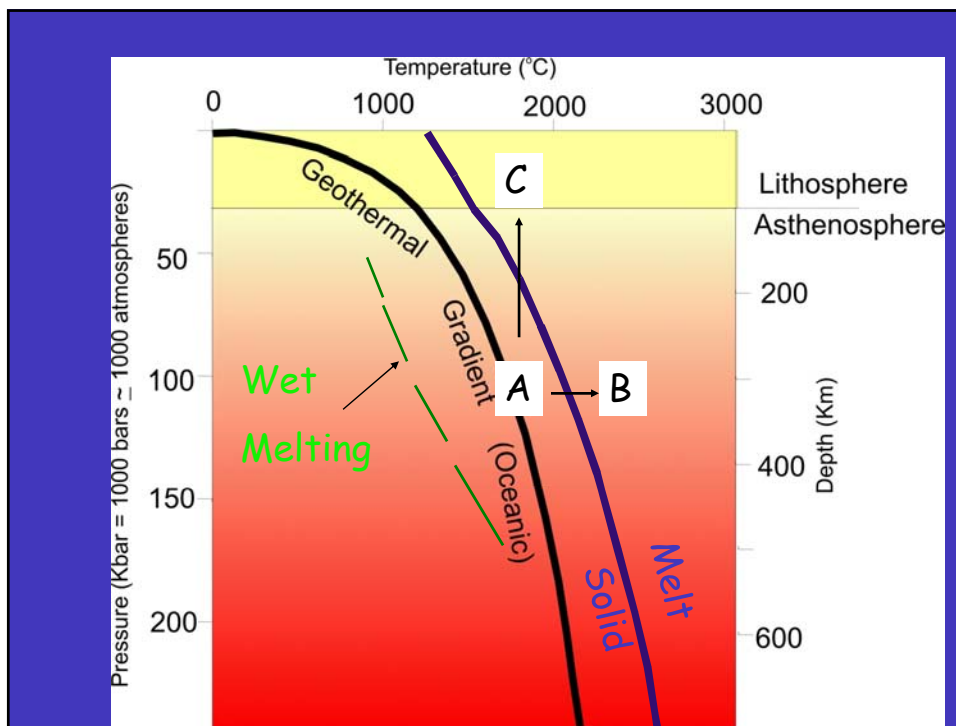 Temperature (°C)
0 1000 2000 3000
Pressure (Kbar = 1000 bars ~ 1000 atmospheres)
50
100
150
200
Geothermal
Gradient
(Oceanic)
Wet
Melting
A
B
C
Solid
Melt
Lithosphere
Asthenosphere
200
400
600
Depth (Km)